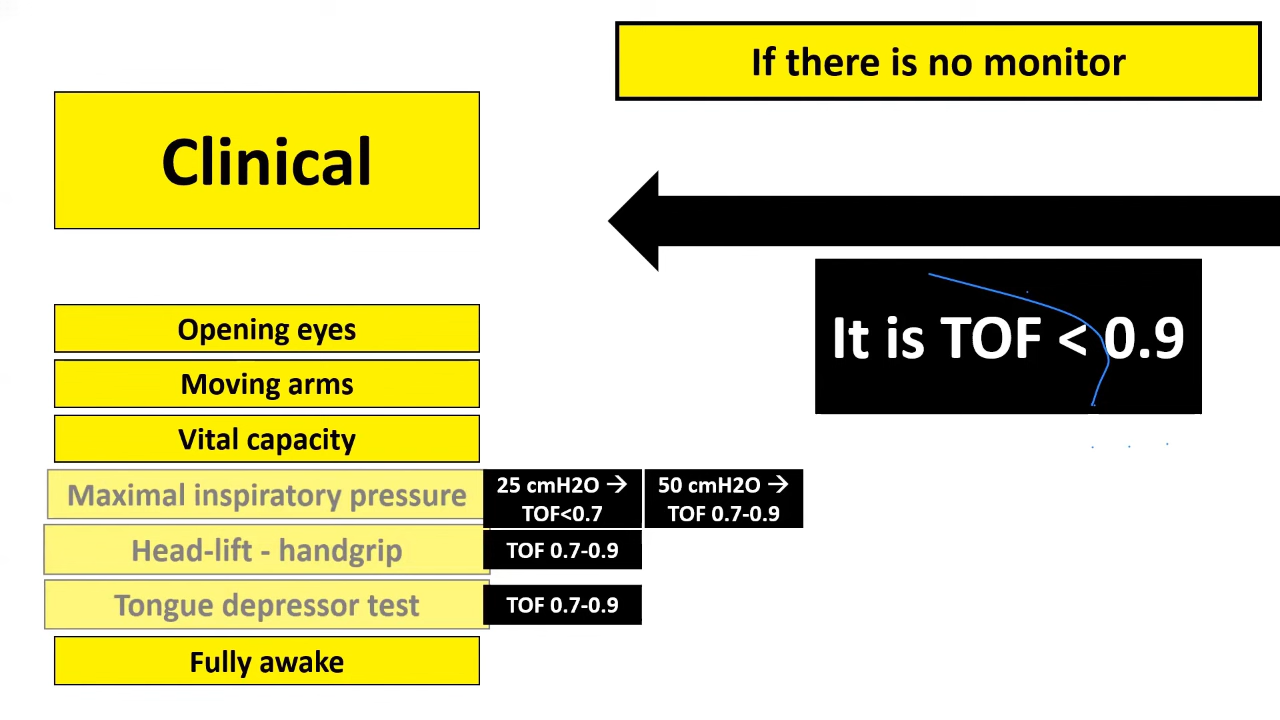 If there is no monitor
Clinical
It is TOF < 0.9
Opening eyes
Moving arms
Vital capacity
Maximal inspiratory pressure
25 cmH2O →
TOF<0.7
50 cmH2O →
TOF 0.7-0.9
Head-lift - handgrip
TOF 0.7-0.9
Tongue depressor test
TOF 0.7-0.9
Fully awake